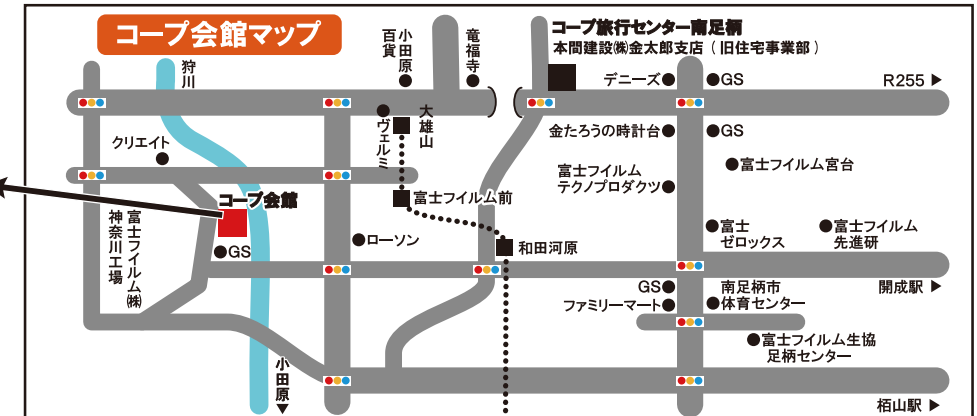 コープ会館マップ
狩川
小田原
百貨
竜福寺
コープ旅行センター南足柄
本間建設㈱金太郎支店（旧住宅事業部）
デニーズ
GS
R255 ▶
クリエイト
ヴェルミ
大雄山
金たろうの時計台
GS
富士フイルム宮台
富士フイルム
テクノプロダクツ
コープ会館
富士フイルム前
富士フイルム㈱
神奈川工場
GS
ローソン
和田河原
富士
ゼロックス
富士フイルム
先進研
GS
ファミリーマート
南足柄市
体育センター
開成駅 ▶
富士フイルム生協
足柄センター
小田原▼
栢山駅 ▶